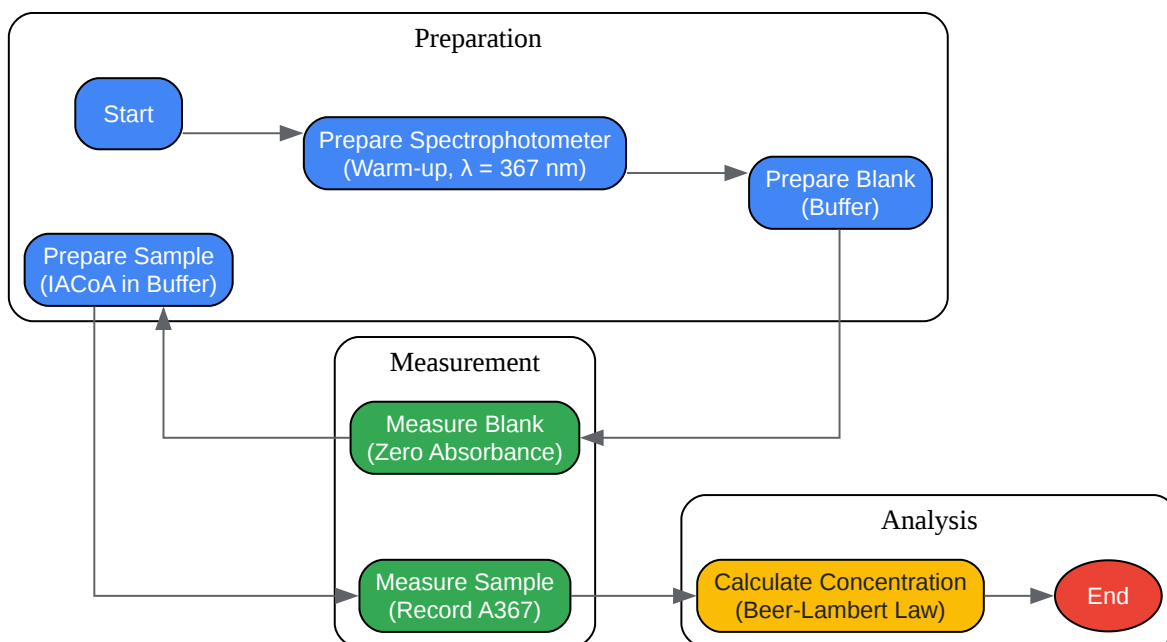 Preparation
Start
Prepare Spectrophotometer
(Warm-up, λ = 367 nm)
Prepare Blank
(Buffer)
Prepare Sample
(IACoA in Buffer)
Measurement
Measure Blank
(Zero Absorbance)
Measure Sample
(Record A367)
Analysis
Calculate Concentration
(Beer-Lambert Law)
End